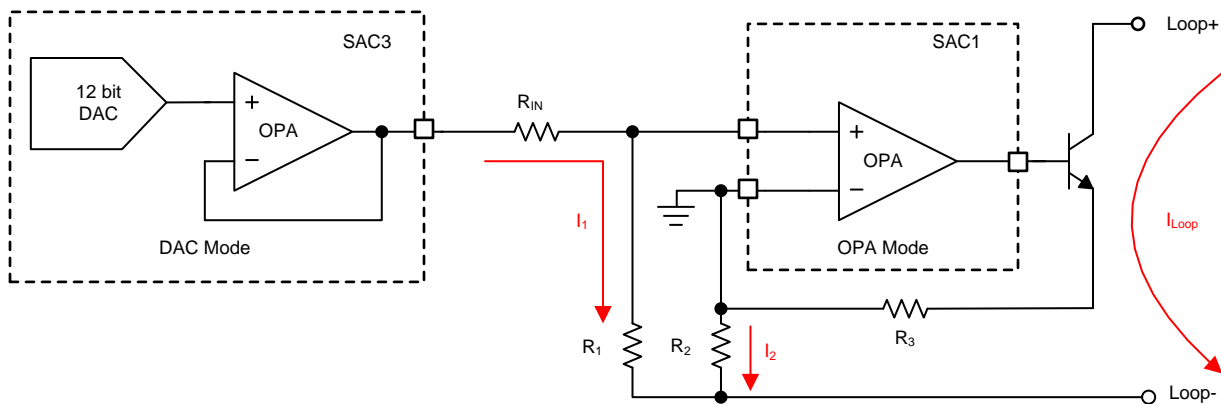 SAC3
12 bit
DAC
+
OPA
−
DAC Mode
R_IN
I_1
R_1
R_2
I_2
SAC1
+
OPA
−
OPA Mode
R_3
Loop+
I_Loop
Loop-